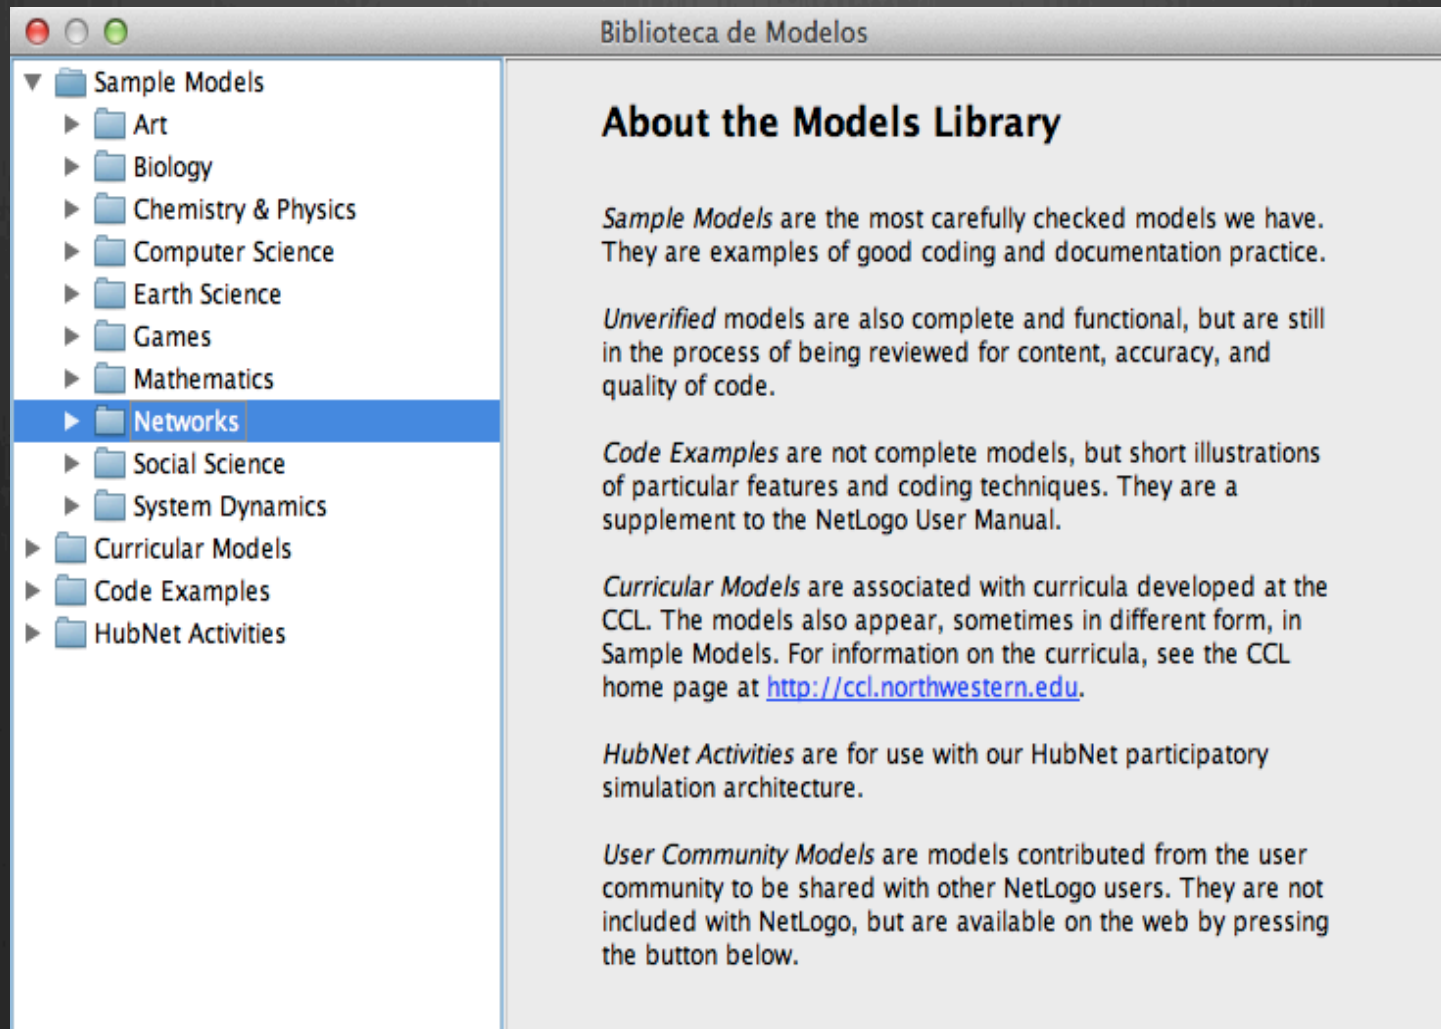 Biblioteca de Modelos
Sample Models
Art
Biology
Chemistry & Physics
Computer Science
Earth Science
Games
Mathematics
Networks
Social Science
System Dynamics
Curricular Models
Code Examples
HubNet Activities
About the Models Library
Sample Models are the most carefully checked models we have.
They are examples of good coding and documentation practice.
Unverified models are also complete and functional, but are still
in the process of being reviewed for content, accuracy, and
quality of code.
Code Examples are not complete models, but short illustrations
of particular features and coding techniques. They are a
supplement to the NetLogo User Manual.
Curricular Models are associated with curricula developed at the
CCL. The models also appear, sometimes in different form, in
Sample Models. For information on the curricula, see the CCL
home page at http://ccl.northwestern.edu.
HubNet Activities are for use with our HubNet participatory
simulation architecture.
User Community Models are models contributed from the user
community to be shared with other NetLogo users. They are not
included with NetLogo, but are available on the web by pressing
the button below.